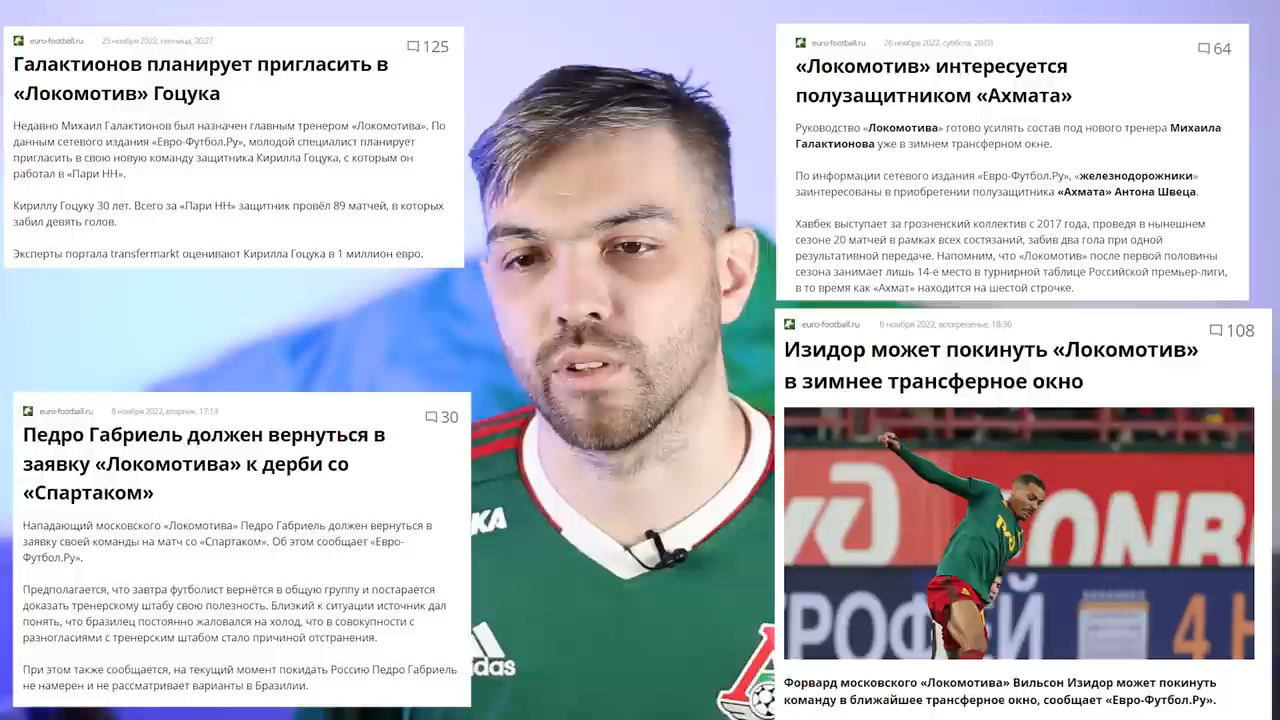 euro-football.ru 25 ноября 2022, пятница, 20:27
125
Галактионов планирует пригласить в
«Локомотив» Гоцука
Недавно Михаил Галактионов был назначен главным тренером «Локомотива». По
данным сетевого издания «Евро-Футбол.Ру», молодой специалист планирует
пригласить в свою новую команду защитника Кирилла Гоцука, с которым он
работал в «Пари НН».
Кириллу Гоцуку 30 лет. Всего за «Пари НН» защитник провёл 89 матчей, в которых
забил девять голов.
Эксперты портала transfermarkt оценивают Кирилла Гоцука в 1 миллион евро.
euro-football.ru 8 ноября 2022, вторник, 17:13
30
Педро Габриель должен вернуться в
заявку «Локомотива» к дерби со
«Спартаком»
Нападающий московского «Локомотива» Педро Габриель должен вернуться в
заявку своей команды на матч со «Спартаком». Об этом сообщает «Евро-
Футбол.Ру».
Предполагается, что завтра футболист вернётся в общую группу и постарается
доказать тренерскому штабу свою полезность. Близкий к ситуации источник дал
понять, что бразилец постоянно жаловался на холод, что в совокупности с
разногласиями с тренерским штабом стало причиной отстранения.
При этом также сообщается, на текущий момент покидать Россию Педро Габриель
не намерен и не рассматривает варианты в Бразилии.
euro-football.ru 26 ноября 2022, суббота, 20:03
64
«Локомотив» интересуется
полузащитником «Ахмата»
Руководство «Локомотива» готово усилять состав под нового тренера Михаила
Галактионова уже в зимнем трансферном окне.
По информации сетевого издания «Евро-Футбол.Ру», «железнодорожники»
заинтересованы в приобретении полузащитника «Ахмата» Антона Швеца.
Хавбек выступает за грозненский коллектив с 2017 года, проведя в нынешнем
сезоне 20 матчей в рамках всех состязаний, забив два гола при одной
результативной передаче. Напомним, что «Локомотив» после первой половины
сезона занимает лишь 14-е место в турнирной таблице Российской премьер-лиги,
в то время как «Ахмат» находится на шестой строчке.
euro-football.ru 6 ноября 2022, воскресенье, 18:36
108
Изидор может покинуть «Локомотив»
в зимнее трансферное окно
ONRB
РОФЕЙ
4 Н
Форвард московского «Локомотива» Вильсон Изидор может покинуть
команду в ближайшее трансферное окно, сообщает «Евро-Футбол.Ру».
КА
didas